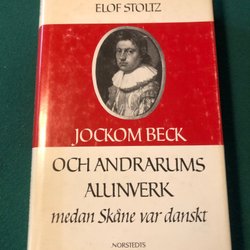 ELOF STOLTZ
JOCKOM BECK
OCH ANDRARUMS
ALUNVERK
medan Skåne var danskt
NORSTEDTS